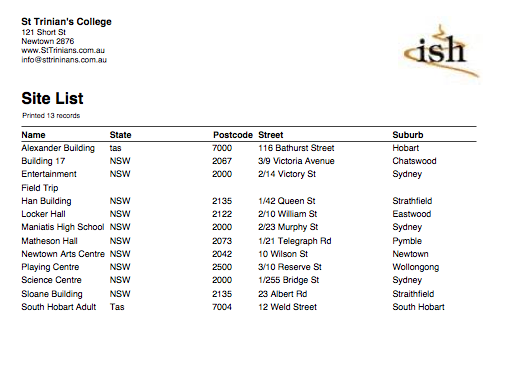 St Trinian's College
121 Short St
Newtown 2876
www.StTrinians.com.au
info@sttrininans.com.au
ish
Site List
Printed 13 records
Name State Postcode Street Suburb
Alexander Building tas 7000 116 Bathurst Street Hobart
Building 17 NSW 2067 3/9 Victoria Avenue Chatswood
Entertainment NSW 2000 2/14 Victory St Sydney
Field Trip
Han Building NSW 2135 1/42 Queen St Strathfield
Locker Hall NSW 2122 2/10 William St Eastwood
Maniatis High School NSW 2000 2/23 Murphy St Sydney
Matheson Hall NSW 2073 1/21 Telegraph Rd Pymble
Newtown Arts Centre NSW 2042 10 Wilson St Newtown
Playing Centre NSW 2500 3/10 Reserve St Wollongong
Science Centre NSW 2000 1/255 Bridge St Sydney
Sloane Building NSW 2135 23 Albert Rd Straithfield
South Hobart Adult Tas 7004 12 Weld Street South Hobart